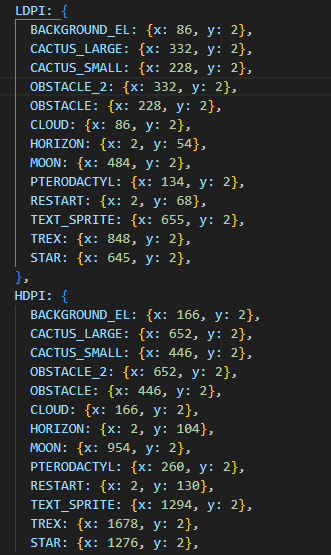 LDPI: {
BACKGROUND_EL: {x: 86, y: 2},
CACTUS_LARGE: {x: 332, y: 2},
CACTUS_SMALL: {x: 228, y: 2},
OBSTACLE_2: {x: 332, y: 2},
OBSTACLE: {x: 228, y: 2},
CLOUD: {x: 86, y: 2},
HORIZON: {x: 2, y: 54},
MOON: {x: 484, y: 2},
PTERODACTYL: {x: 134, y: 2},
RESTART: {x: 2, y: 68},
TEXT_SPRITE: {x: 655, y: 2},
TREX: {x: 848, y: 2},
STAR: {x: 645, y: 2},
},
HDPI: {
BACKGROUND_EL: {x: 166, y: 2},
CACTUS_LARGE: {x: 652, y: 2},
CACTUS_SMALL: {x: 446, y: 2},
OBSTACLE_2: {x: 652, y: 2},
OBSTACLE: {x: 446, y: 2},
CLOUD: {x: 166, y: 2},
HORIZON: {x: 2, y: 104},
MOON: {x: 954, y: 2},
PTERODACTYL: {x: 260, y: 2},
RESTART: {x: 2, y: 130},
TEXT_SPRITE: {x: 1294, y: 2},
TREX: {x: 1678, y: 2},
STAR: {x: 1276, y: 2},